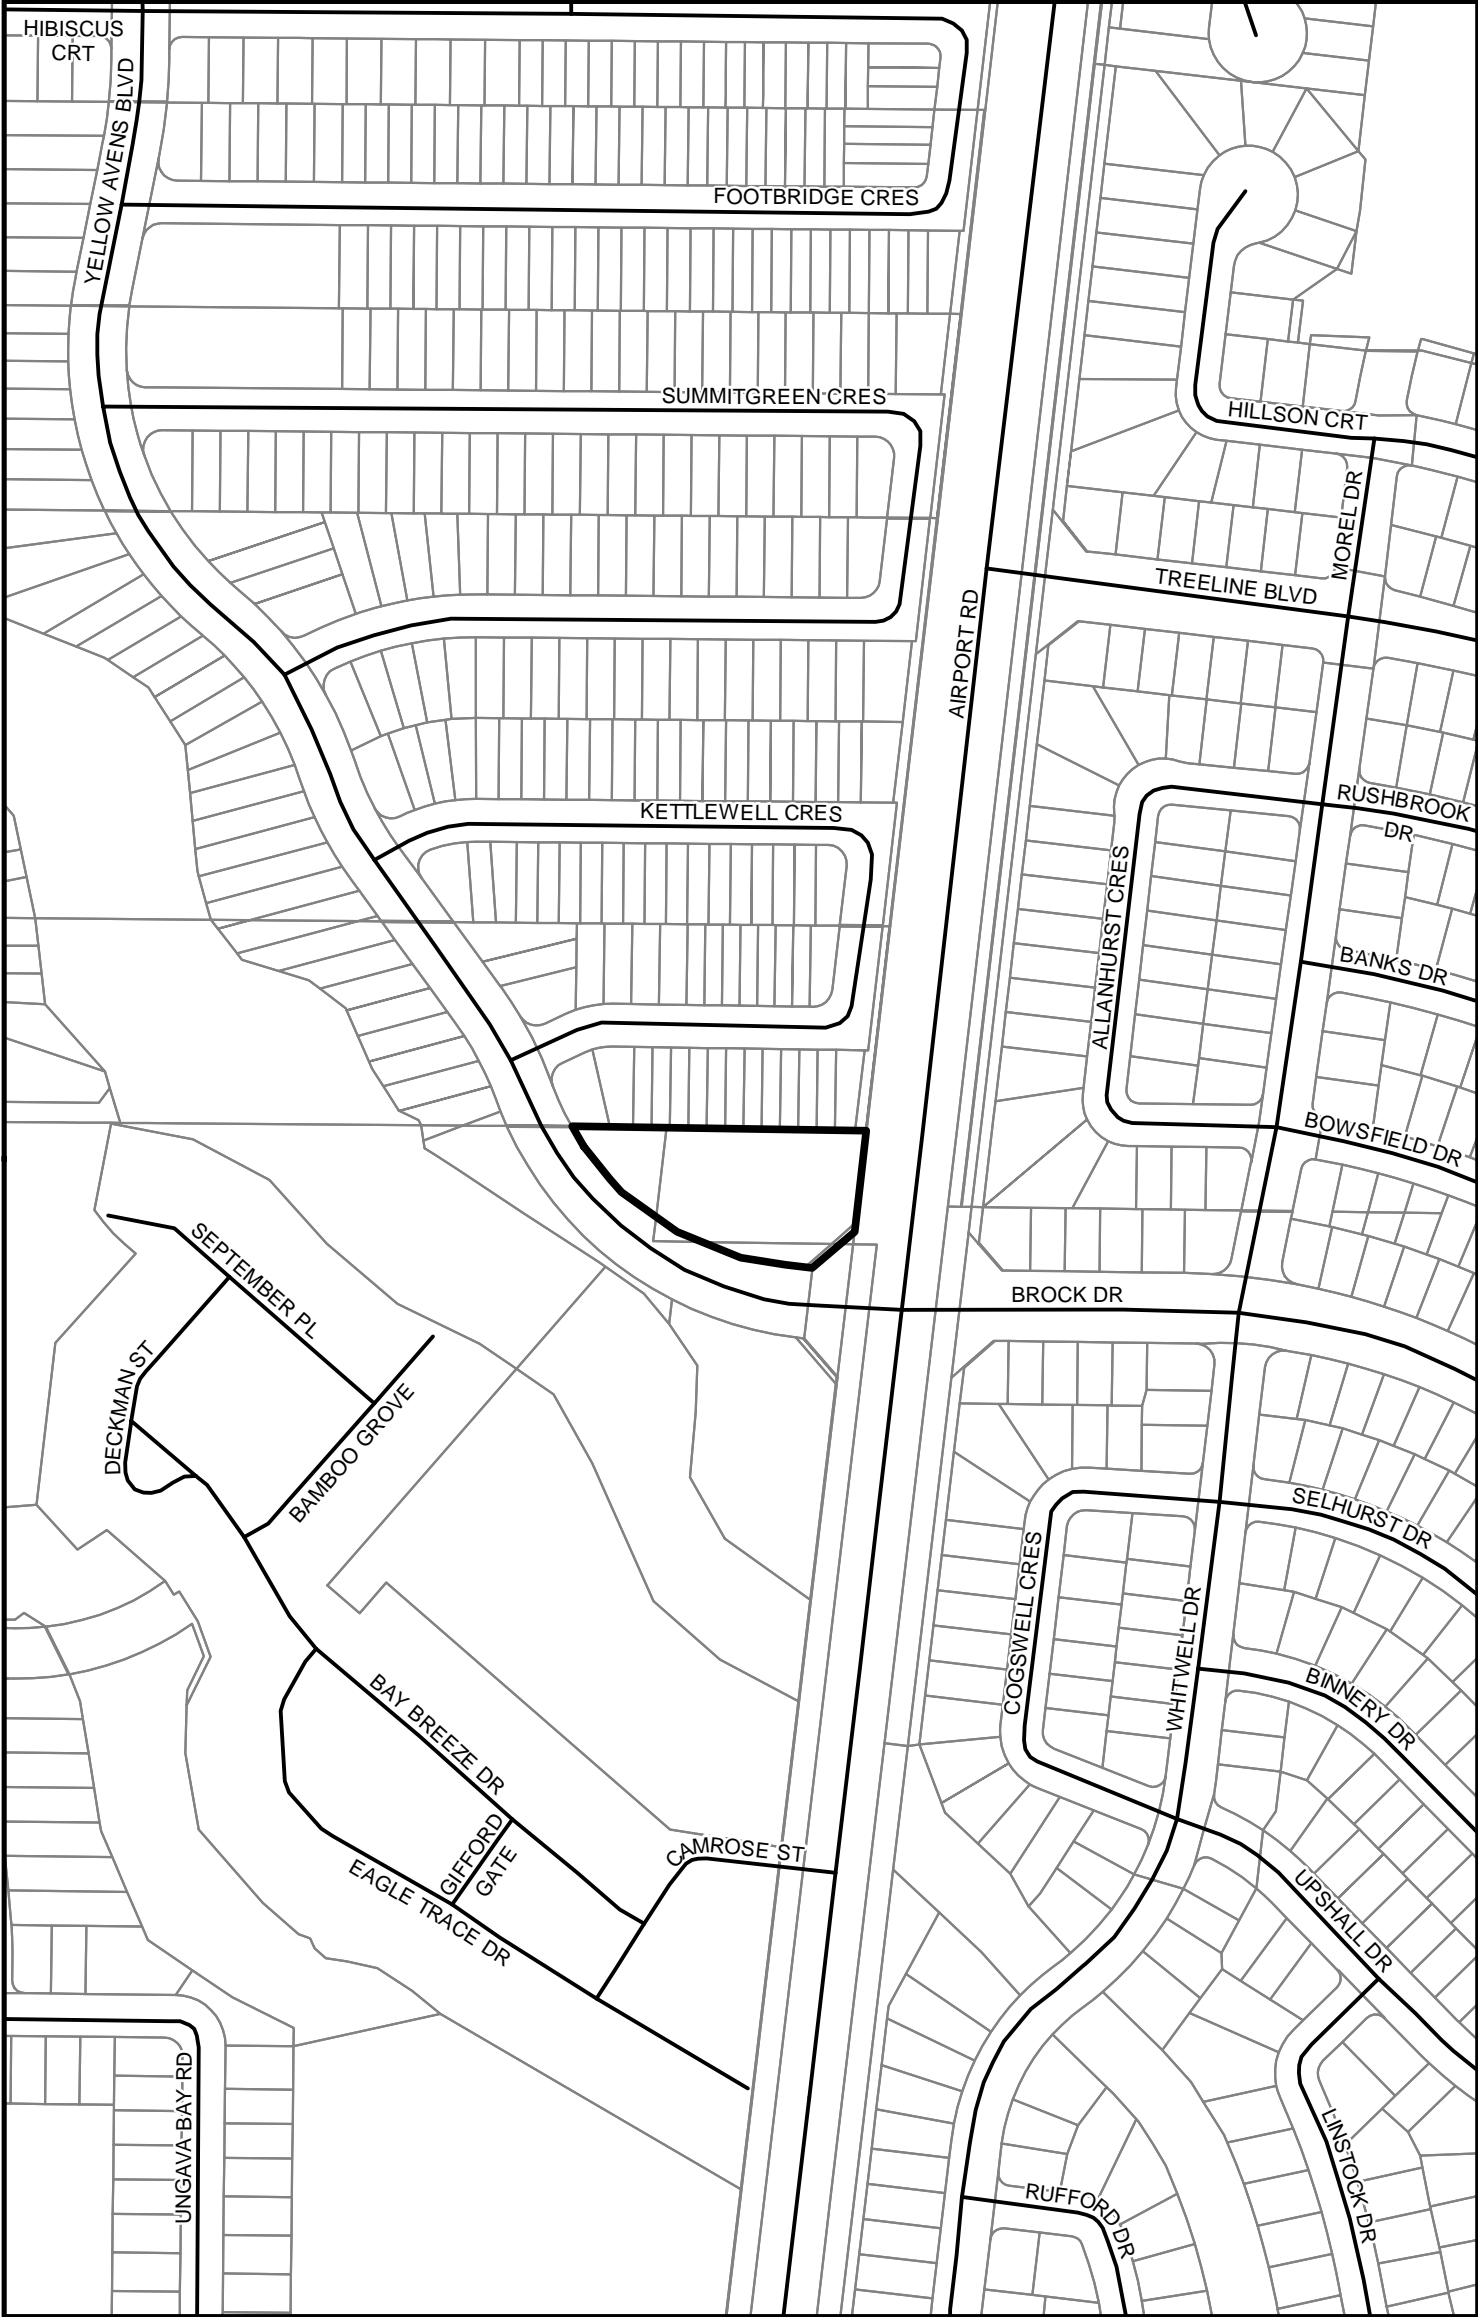 HIBISCUS
CRT
YELLOW AVENS BLVD
FOOTBRIDGE CRES
SUMMITGREEN CRES
HILLSON CRT
MOREL DR
TREELINE BLVD
AIRPORT RD
KETTLEWELL CRES
RUSHBROOK
DR
ALLANHURST CRES
BANKS DR
BOWSFIELD DR
SEPTEMBER PL
BROCK DR
DECKMAN ST
BAMBOO GROVE
SELHURST DR
COGSWELL CRES
WHITWELL DR
BINNERY DR
BAY BREEZE DR
GIFFORD
GATE
CAMROSE ST
EAGLE TRACE DR
UPSHALL DR
UNGAVA BAY RD
LINSTOCK DR
RUFFORD DR